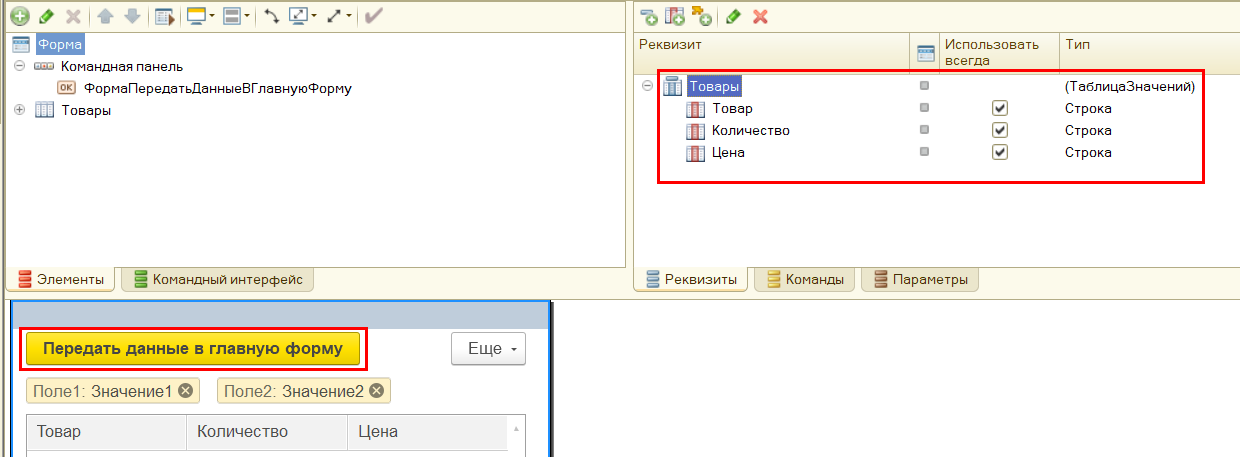 Форма
Командная панель
OK ФормаПередатьДанныеВГлавнуюФорму
Товары
Элементы Командный интерфейс
Реквизит Использовать всегда Тип
Товары (ТаблицаЗначений)
Товар Строка
Количество Строка
Цена Строка
Реквизиты Команды Параметры
Передать данные в главную форму Еще
Поле1: Значение1 Поле2: Значение2
Товар Количество Цена